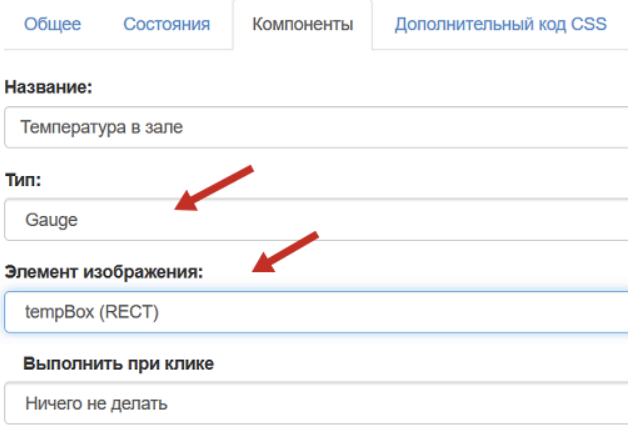 Общее Состояния Компоненты Дополнительный код CSS
Название:
Температура в зале
Тип:
Gauge
Элемент изображения:
tempBox (RECT)
Выполнить при клике
Ничего не делать